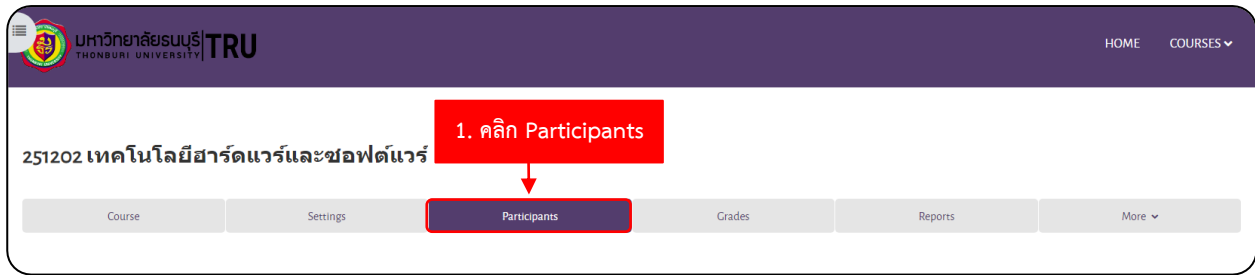 มหาวิทยาลัยธนบุรี TRU
THONBURI UNIVERSITY
HOME COURSES
1. คลิก Participants
251202 เทคโนโลยีฮาร์ดแวร์และซอฟต์แวร์
Course Settings Participants Grades Reports More